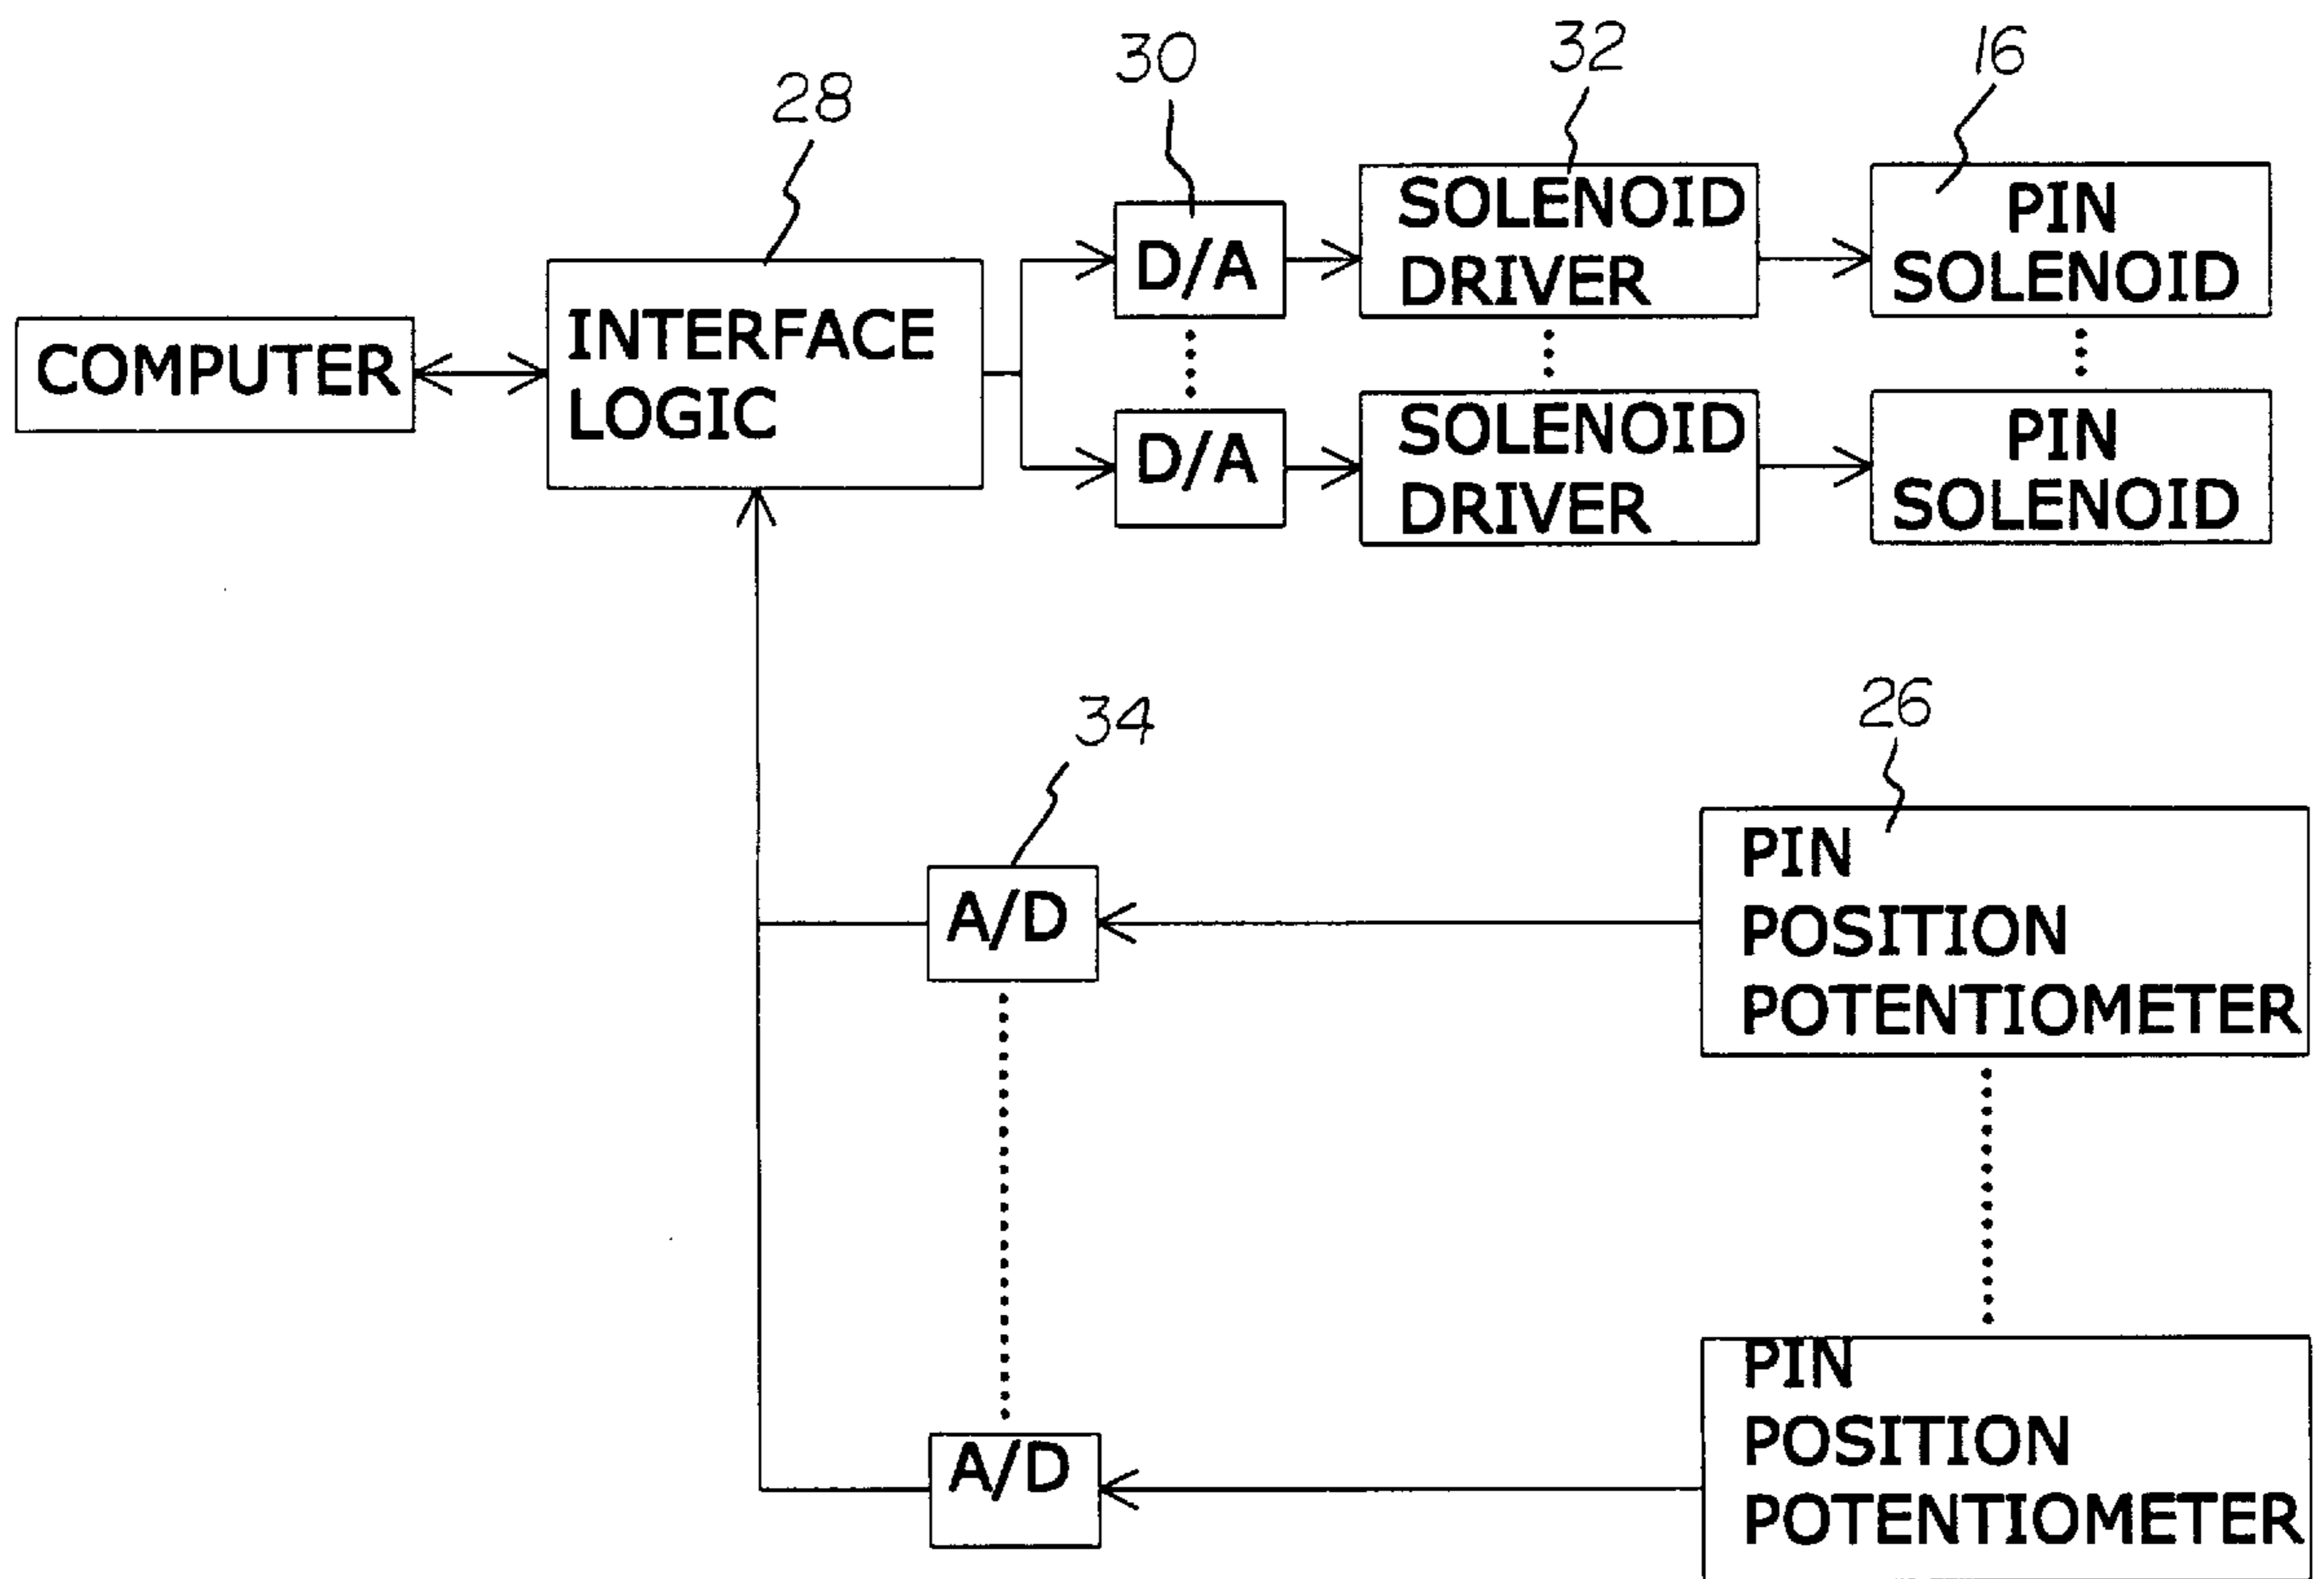 30
32
16
28
D/A
SOLENOID
DRIVER
PIN
SOLENOID
COMPUTER
INTERFACE
LOGIC
D/A
SOLENOID
DRIVER
PIN
SOLENOID
34
26
A/D
PIN
POSITION
POTENTIOMETER
A/D
PIN
POSITION
POTENTIOMETER